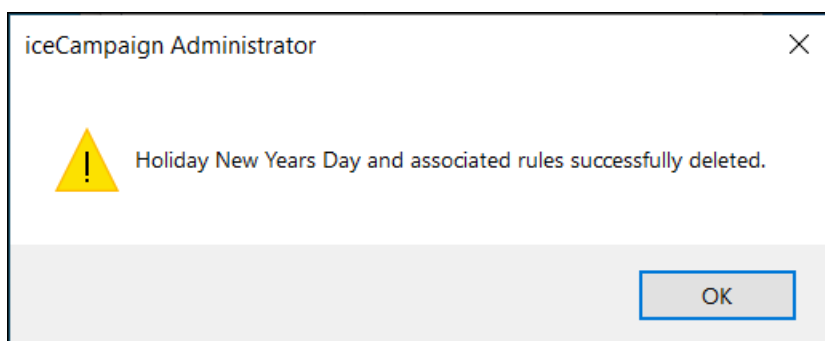 iceCampaign Administrator
Holiday New Years Day and associated rules successfully deleted.
OK